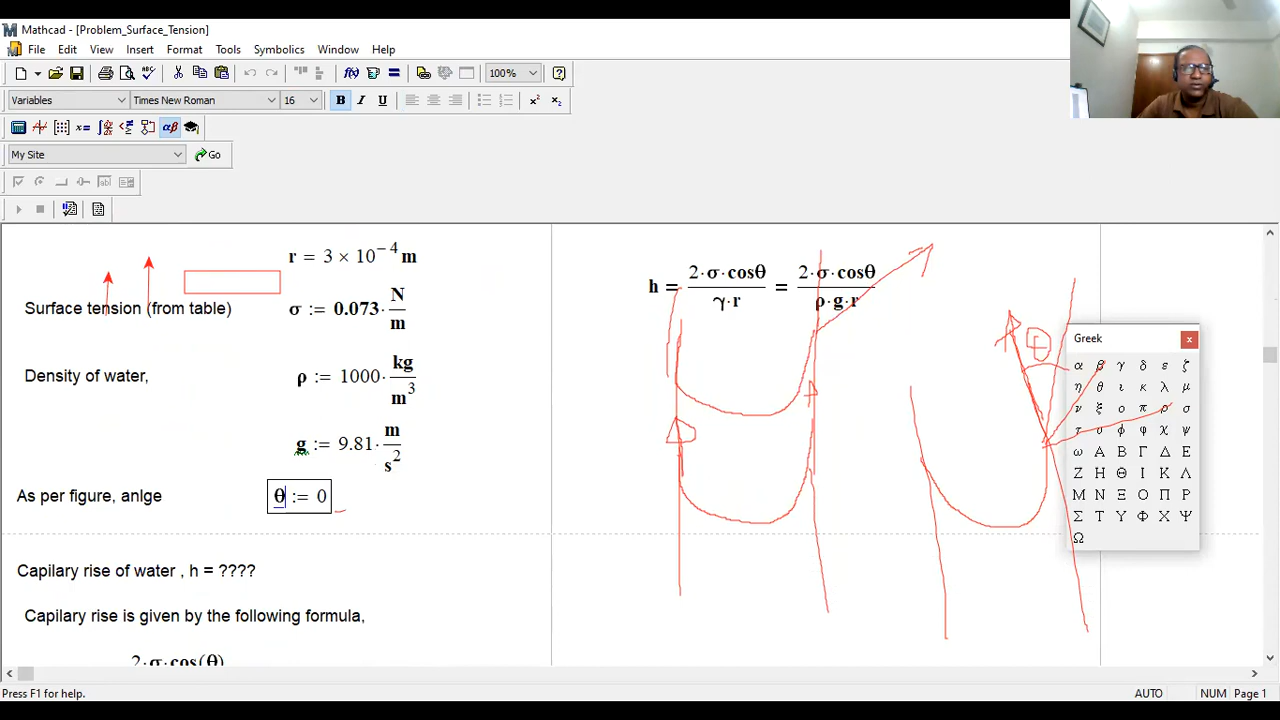 Mathcad - [Problem_Surface_Tension]
File Edit View Insert Format Tools Symbolics Window Help
100%
Variables Times New Roman 16 B I U
My Site Go
r = 3 × 10^-4 m
Surface tension (from table) σ := 0.073· N/m
h = 2·σ·cosθ / γ·r = 2·σ·cosθ / ρ·g·r
Density of water, ρ := 1000· kg/m^3
g := 9.81· m/s^2
As per figure, anlge θ := 0
Capilary rise of water , h = ????
Capilary rise is given by the following formula,
2·σ·cos(θ)
Greek x
α β γ δ ε ζ
η θ ι κ λ μ
ν ξ ο π ρ σ
τ υ ϕ φ χ ψ
ω Α Β Γ Δ Ε
Ζ Η Θ Ι Κ Λ
Μ Ν Ξ Ο Π Ρ
Σ Τ Υ Φ Χ Ψ
Ω
Press F1 for help. AUTO NUM Page 1